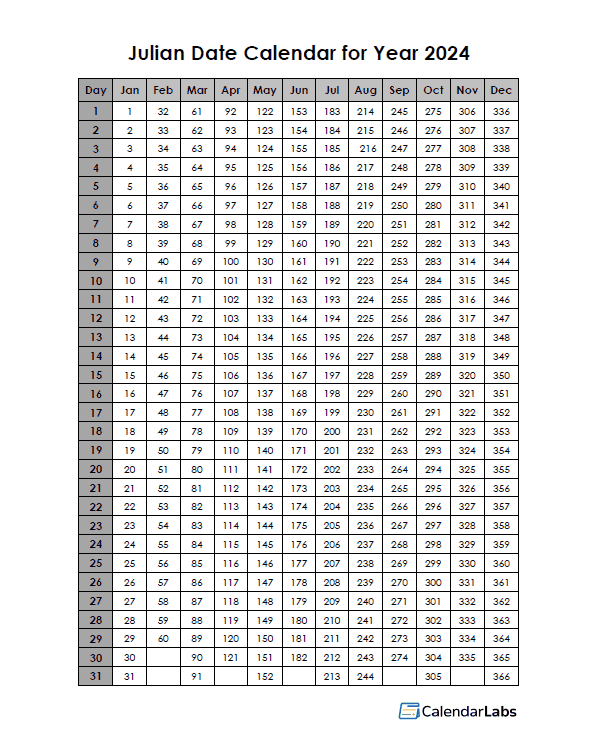 Julian Date Calendar for Year 2024
Day Jan Feb Mar Apr May Jun Jul Aug Sep Oct Nov Dec
1 1 32 61 92 122 153 183 214 245 275 306 336
2 2 33 62 93 123 154 184 215 246 276 307 337
3 3 34 63 94 124 155 185 216 247 277 308 338
4 4 35 64 95 125 156 186 217 248 278 309 339
5 5 36 65 96 126 157 187 218 249 279 310 340
6 6 37 66 97 127 158 188 219 250 280 311 341
7 7 38 67 98 128 159 189 220 251 281 312 342
8 8 39 68 99 129 160 190 221 252 282 313 343
9 9 40 69 100 130 161 191 222 253 283 314 344
10 10 41 70 101 131 162 192 223 254 284 315 345
11 11 42 71 102 132 163 193 224 255 285 316 346
12 12 43 72 103 133 164 194 225 256 286 317 347
13 13 44 73 104 134 165 195 226 257 287 318 348
14 14 45 74 105 135 166 196 227 258 288 319 349
15 15 46 75 106 136 167 197 228 259 289 320 350
16 16 47 76 107 137 168 198 229 260 290 321 351
17 17 48 77 108 138 169 199 230 261 291 322 352
18 18 49 78 109 139 170 200 231 262 292 323 353
19 19 50 79 110 140 171 201 232 263 293 324 354
20 20 51 80 111 141 172 202 233 264 294 325 355
21 21 52 81 112 142 173 203 234 265 295 326 356
22 22 53 82 113 143 174 204 235 266 296 327 357
23 23 54 83 114 144 175 205 236 267 297 328 358
24 24 55 84 115 145 176 206 237 268 298 329 359
25 25 56 85 116 146 177 207 238 269 299 330 360
26 26 57 86 117 147 178 208 239 270 300 331 361
27 27 58 87 118 148 179 209 240 271 301 332 362
28 28 59 88 119 149 180 210 241 272 302 333 363
29 29 60 89 120 150 181 211 242 273 303 334 364
30 30 90 121 151 182 212 243 274 304 335 365
31 31 91 152 213 244 305 366
CalendarLabs